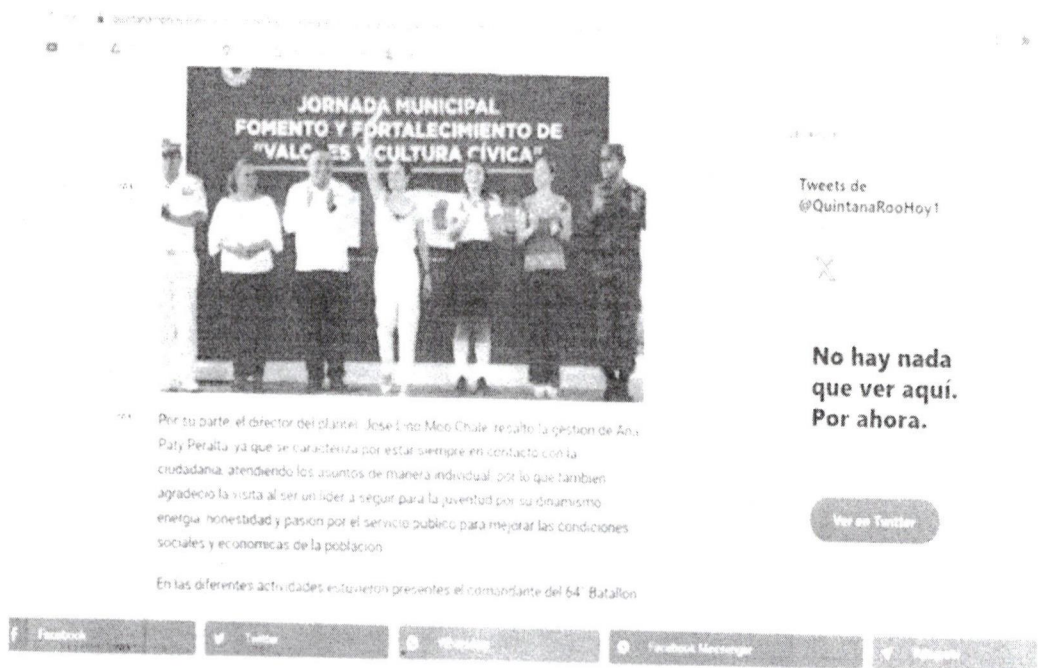 JORNADA MUNICIPAL
FOMENTO Y FORTALECIMIENTO DE
"VALORES Y CULTURA CÍVICA"
Tweets de
@QuintanaRooHoy1
No hay nada
que ver aquí.
Por ahora.
Ver en Twitter
Por su parte, el director del plantel, José Lino Moo Chale, resaltó la gestión de Ana
Paty Peralta, ya que se caracteriza por estar siempre en contacto con la
ciudadanía, atendiendo los asuntos de manera individual, por lo que también
agradeció la visita al ser un líder a seguir para la juventud por su dinamismo,
energía, honestidad y pasión por el servicio público para mejorar las condiciones
sociales y económicas de la población
En las diferentes actividades estuvieron presentes el comandante del 64° Batallón
Facebook
Twitter
Facebook Messenger